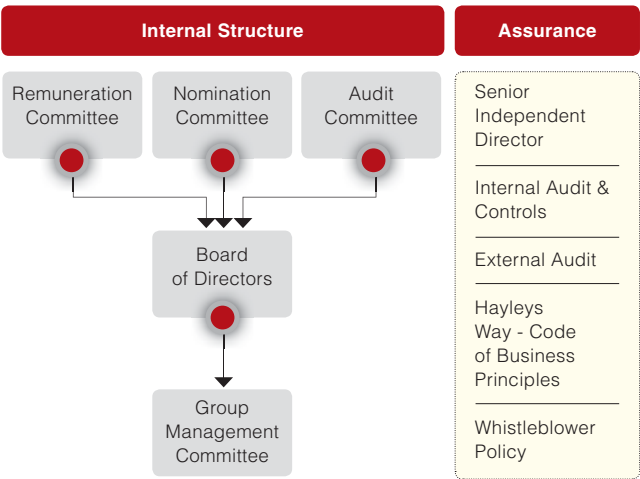 Internal Structure
Assurance
Remuneration
Committee
Nomination
Committee
Audit
Committee
Board
of Directors
Group
Management
Committee
Senior
Independent
Director
Internal Audit &
Controls
External Audit
Hayleys
Way - Code
of Business
Principles
Whistleblower
Policy